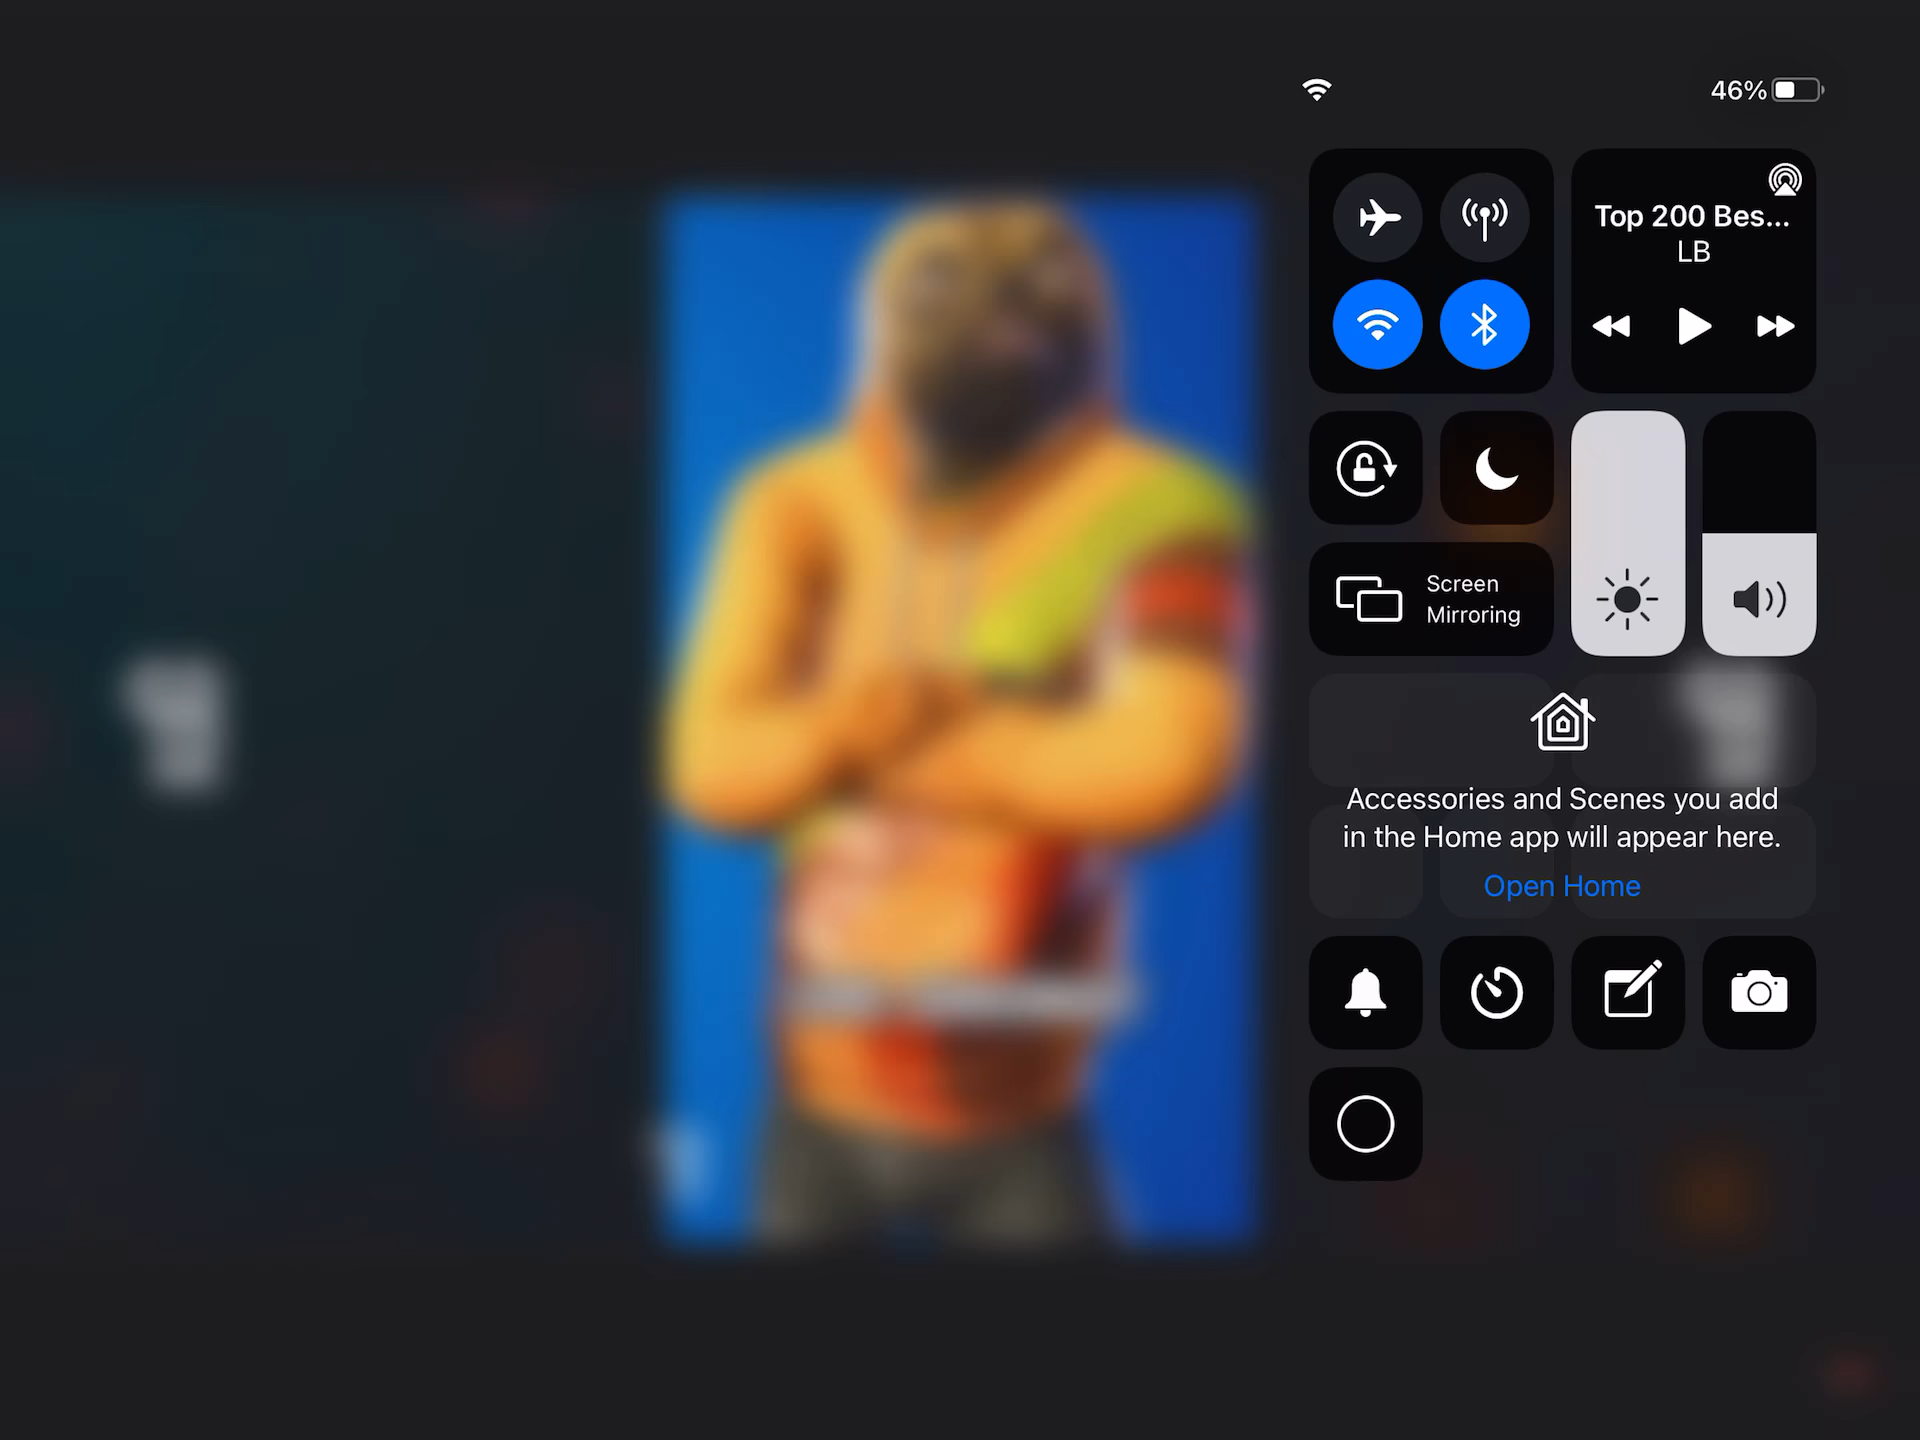 46%
Top 200 Bes...
LB
Screen
Mirroring
Accessories and Scenes you add
in the Home app will appear here.
Open Home